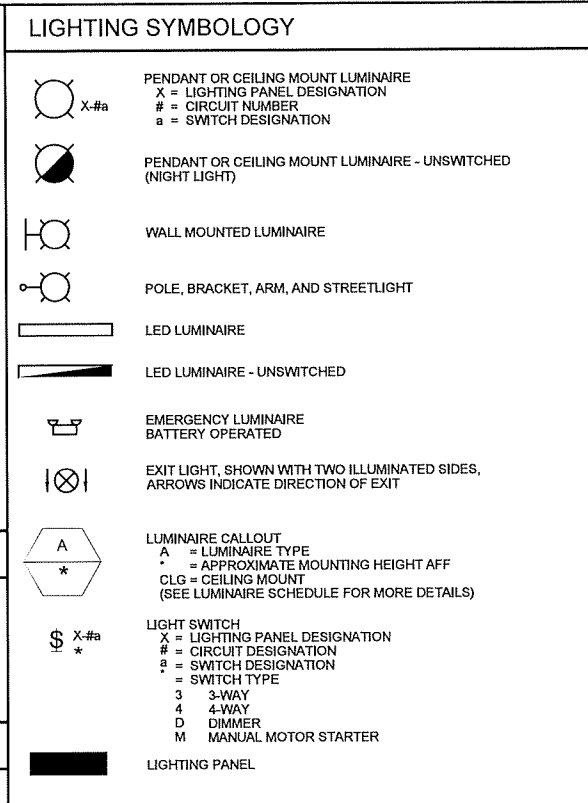 LIGHTING SYMBOLOGY
X-#a
PENDANT OR CEILING MOUNT LUMINAIRE
X = LIGHTING PANEL DESIGNATION
# = CIRCUIT NUMBER
a = SWITCH DESIGNATION
PENDANT OR CEILING MOUNT LUMINAIRE - UNSWITCHED
(NIGHT LIGHT)
WALL MOUNTED LUMINAIRE
POLE, BRACKET, ARM, AND STREETLIGHT
LED LUMINAIRE
LED LUMINAIRE - UNSWITCHED
EMERGENCY LUMINAIRE
BATTERY OPERATED
EXIT LIGHT, SHOWN WITH TWO ILLUMINATED SIDES,
ARROWS INDICATE DIRECTION OF EXIT
A
*
LUMINAIRE CALLOUT
A = LUMINAIRE TYPE
* = APPROXIMATE MOUNTING HEIGHT AFF
CLG = CEILING MOUNT
(SEE LUMINAIRE SCHEDULE FOR MORE DETAILS)
$ X-#a
*
LIGHT SWITCH
X = LIGHTING PANEL DESIGNATION
# = CIRCUIT DESIGNATION
a = SWITCH DESIGNATION
* = SWITCH TYPE
3 3-WAY
4 4-WAY
D DIMMER
M MANUAL MOTOR STARTER
LIGHTING PANEL